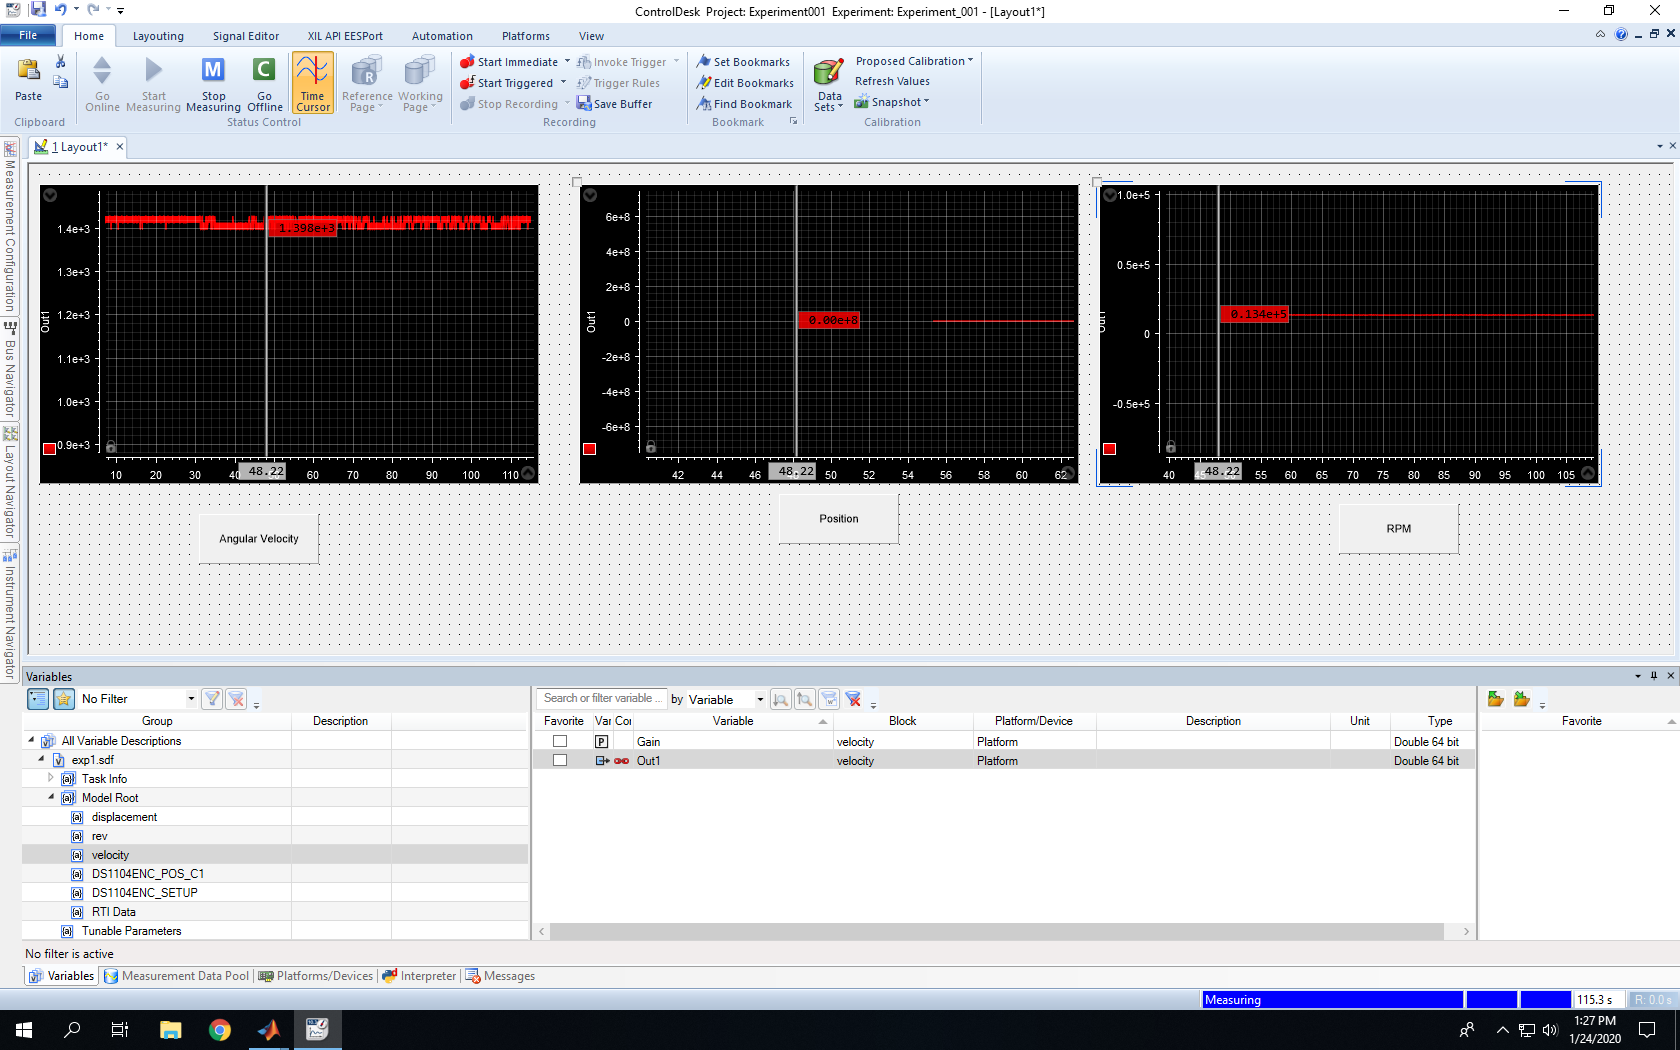 ControlDesk Project: Experiment001 Experiment: Experiment_001 - [Layout1*]
File Home Layouting Signal Editor XIL API EESPort Automation Platforms View
Paste
Clipboard
Go Online
Start Measuring
Stop Measuring
Go Offline
Time Cursor
Reference Page
Working Page
Status Control
Start Immediate
Start Triggered
Stop Recording
Invoke Trigger
Trigger Rules
Save Buffer
Recording
Set Bookmarks
Edit Bookmarks
Find Bookmark
Bookmark
Data Sets
Proposed Calibration
Refresh Values
Snapshot
Calibration
1 Layout1*
Measurement Configuration
Bus Navigator
Layout Navigator
Instrument Navigator
Out1
1.4e+3
1.3e+3
1.2e+3
1.1e+3
1.0e+3
0.9e+3
1.398e+3
10 20 30 40 48.22 60 70 80 90 100 110
Angular Velocity
Out1
6e+8
4e+8
2e+8
0
-2e+8
-4e+8
-6e+8
0.00e+8
42 44 46 48.22 50 52 54 56 58 60 62
Position
Out1
1.0e+5
0.5e+5
0
-0.5e+5
0.134e+5
40 48.22 55 60 65 70 75 80 85 90 95 100 105
RPM
Variables
No Filter
Group Description
All Variable Descriptions
exp1.sdf
Task Info
Model Root
displacement
rev
velocity
DS1104ENC_POS_C1
DS1104ENC_SETUP
RTI Data
Tunable Parameters
Search or filter variable ... by Variable
Favorite Var Cor Variable Block Platform/Device Description Unit Type
P Gain velocity Platform Double 64 bit
Out1 velocity Platform Double 64 bit
Favorite
No filter is active
Variables Measurement Data Pool Platforms/Devices Interpreter Messages
Measuring 115.3 s R: 0.0 s
1:27 PM
1/24/2020